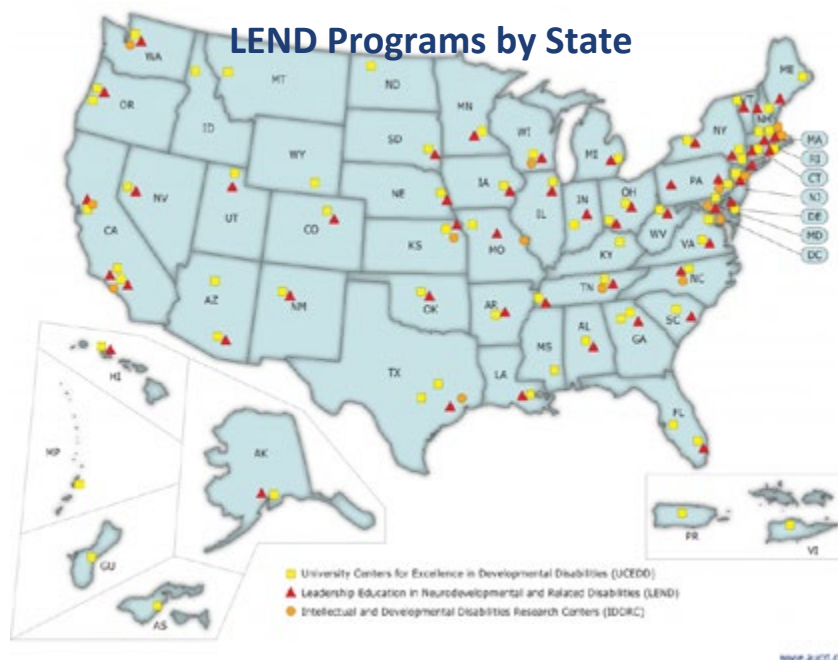 LEND Programs by State
WA
MT
ND
MN
ME
OR
ID
SD
WI
MI
NY
VT
NH
MA
RI
CT
NJ
DE
MD
DC
WY
NE
IA
PA
NV
UT
CO
KS
MO
IL
IN
OH
WV
VA
KY
CA
AZ
NM
OK
AR
TN
NC
SC
TX
LA
MS
AL
GA
FL
HI
MP
AK
GU
AS
PR
VI
University Centers for Excellence in Developmental Disabilities (UCEDD)
Leadership Education in Neurodevelopmental and Related Disabilities (LEND)
Intellectual and Developmental Disabilities Research Centers (IDDRC)